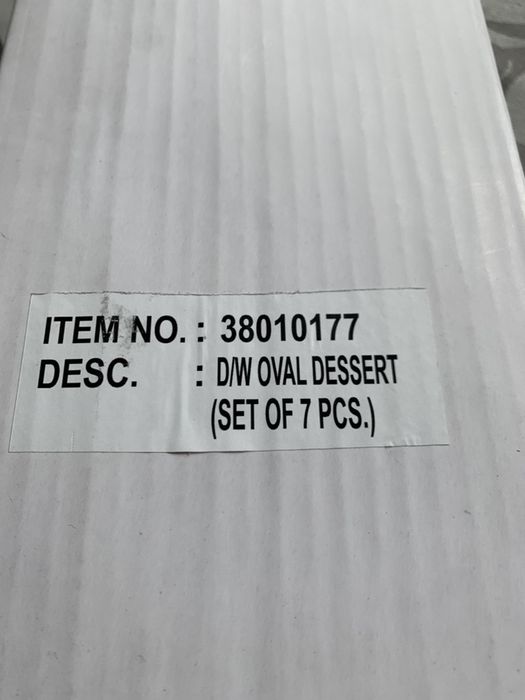 ITEM NO. : 38010177
DESC. : D/W OVAL DESSERT
(SET OF 7 PCS.)